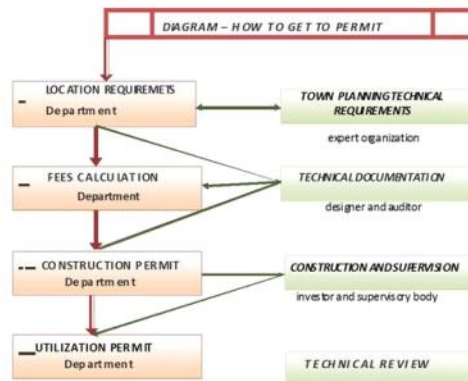 DIAGRAM – HOW TO GET TO PERMIT
LOCATION REQUIREMETS
Department
TOWN PLANNING TECHNICAL
REQUIREMENTS
expert organization
FEES CALCULATION
Department
TECHNICAL DOCUMENTATION
designer and auditor
CONSTRUCTION PERMIT
Department
CONSTRUCTION AND SUPERVISION
investor and supervisory body
UTILIZATION PERMIT
Department
TECHNICAL REVIEW